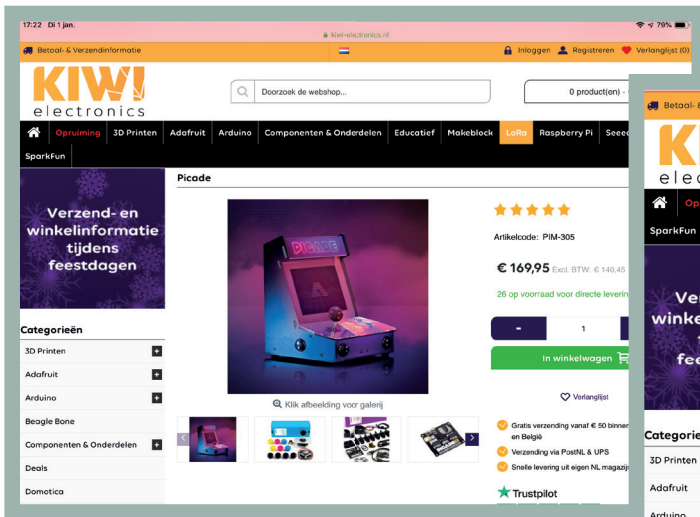 17:22 Di 1 jan.
kiwi-electronics.nl
79%
Betaal- & Verzendinformatie
Inloggen
Registreren
Verlanglijst (0)
KIWI
electronics
Doorzoek de webshop...
0 product(en) -
Opruiming
3D Printen
Adafruit
Arduino
Componenten & Onderdelen
Educatief
Makeblock
LoRa
Raspberry Pi
SparkFun
Verzend- en
winkelinformatie
tijdens
feestdagen
Categorieën
3D Printen
Adafruit
Arduino
Beagle Bone
Componenten & Onderdelen
Deals
Domotica
Picade
PICADE
Klik afbeelding voor galerij
Artikelcode: PIM-305
€ 169,95 Excl. BTW: € 140,45
26 op voorraad voor directe leverin
- 1
In winkelwagen
Verlanglijst
Gratis verzending vanaf € 50 binnen
en België
Verzending via PostNL & UPS
Snelle levering uit eigen NL magazijn
Trustpilot
Betaal- &
K
elec
Op
SparkFun
Ve
winke
fee
Categorie
3D Printen
Adafruit
Arduino